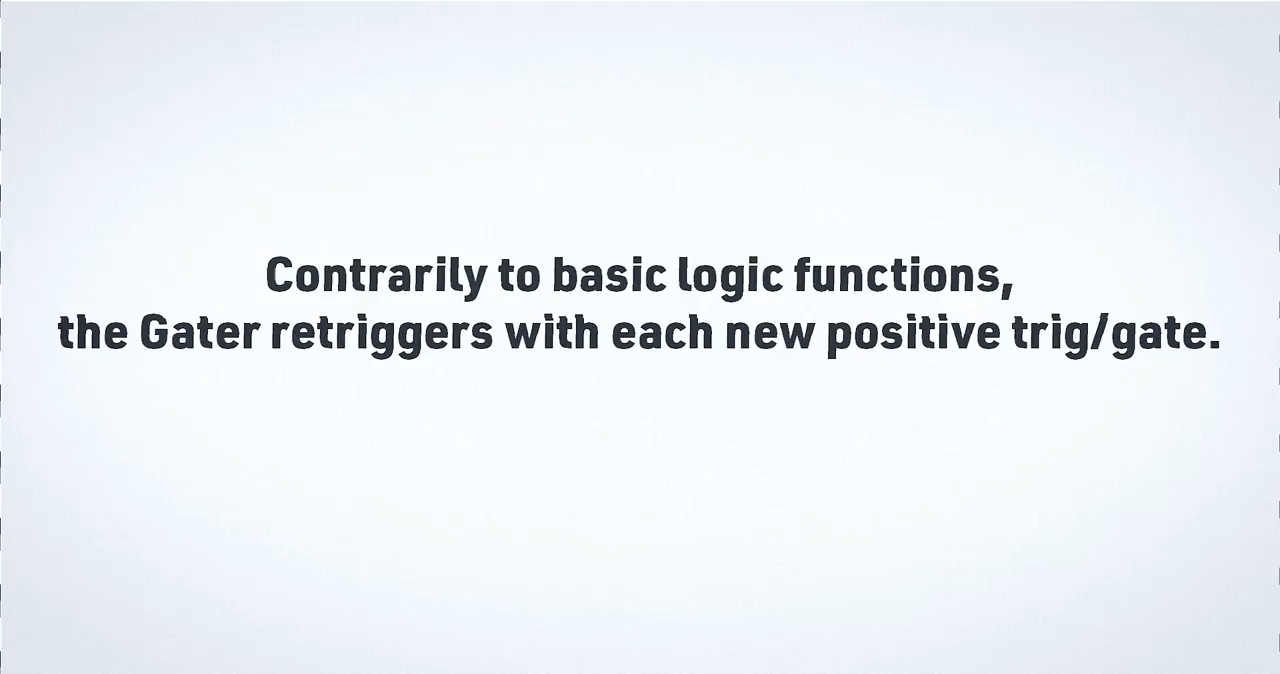 Contrarily to basic logic functions,
the Gater retriggers with each new positive trig/gate.